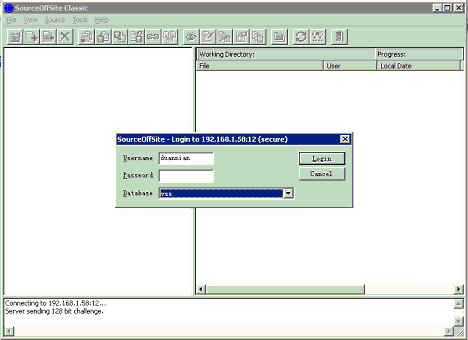 SourceOffSite Classic
File View Source Tools Help
Working Directory: Progress:
File User Local Date
SourceOffSite - Login to 192.168.1.58:12 (secure)
Username
Login
Password
Cancel
Database vss
Connecting to 192.168.1.58:12...
Server sending 128 bit challenge.